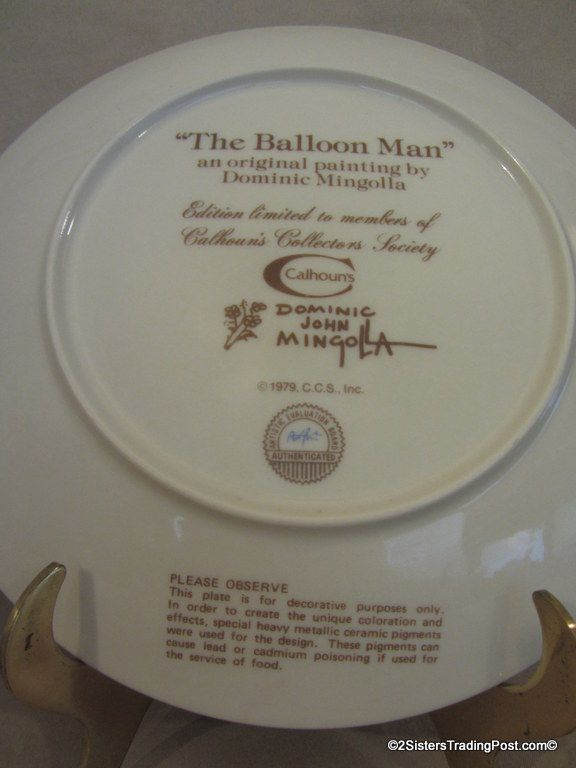 “The Balloon Man”
an original painting by
Dominic Mingolla
Edition limited to members of
Calhoun's Collectors Society
Calhoun's
DOMINIC
JOHN
MINGOLLA
© 1979, C.C.S., Inc.
ARTISTIC EVALUATION BOARD
AUTHENTICATED
PLEASE OBSERVE
This plate is for decorative purposes only.
In order to create the unique coloration and
effects, special heavy metallic ceramic pigments
were used for the design. These pigments can
cause lead or cadmium poisoning if used for
the service of food.
©2SistersTradingPost.com©